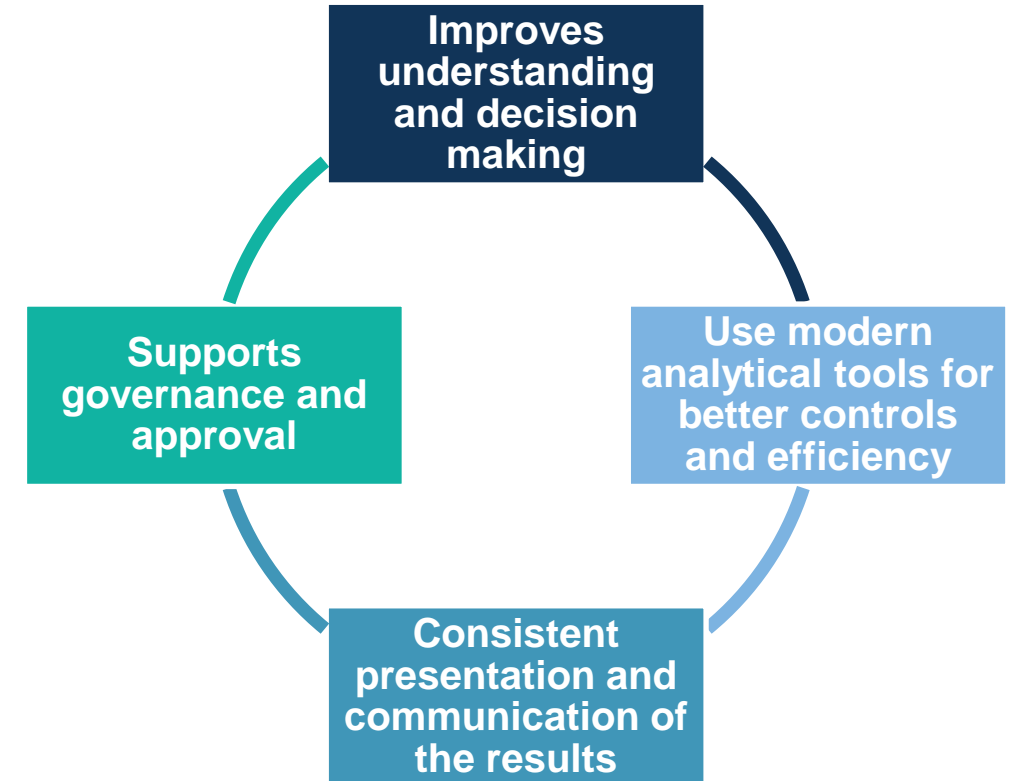 Improves
understanding
and decision
making
Use modern
analytical tools for
better controls
and efficiency
Consistent
presentation and
communication of
the results
Supports
governance and
approval